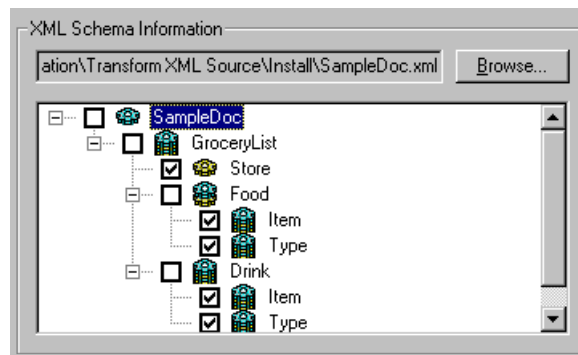 XML Schema Information
ation\Transform XML Source\Install\SampleDoc.xml
Browse...
SampleDoc
GroceryList
Store
Food
Item
Type
Drink
Item
Type